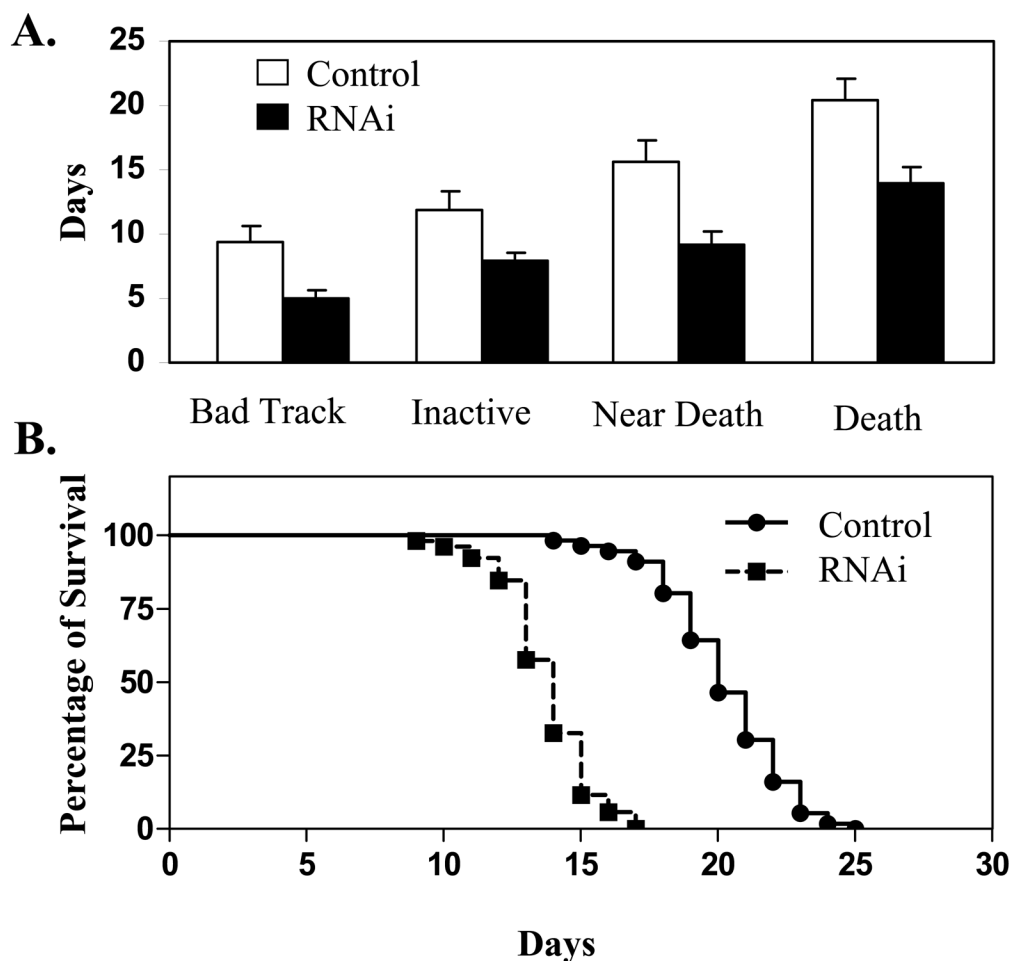 A.
25
20
15
10
5
0
Days
Control
RNAi
Bad Track Inactive Near Death Death
B.
Percentage of Survival
100
75
50
25
0
Control
RNAi
0 5 10 15 20 25 30
Days